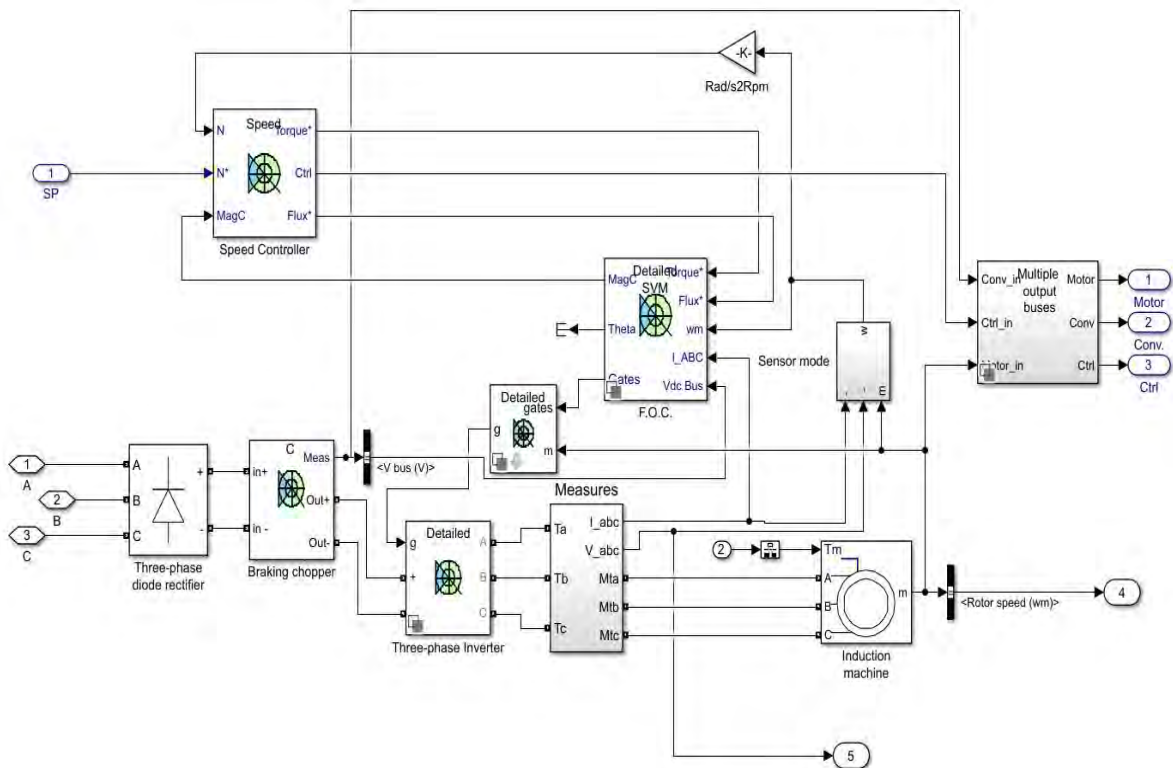 -K-
Rad/s2Rpm
Speed
N
Torque*
1
SP
N*
Ctrl
MagC
Flux*
Speed Controller
Detailed
SVM
MagC
Torque*
Flux*
Theta
wm
I_ABC
Gates
Vdc Bus
F.O.C.
w
Sensor mode
m
Conv_in
Multiple
output
buses
Motor
1
Motor
Ctrl_in
Conv
2
Conv.
Motor_in
Ctrl
3
Ctrl
Detailed
gates
g
m
C
Meas
<V bus (V)>
1
A
2
B
3
C
A
B
C
+
-
Three-phase
diode rectifier
in+
in -
Out+
Out-
Braking chopper
Detailed
g
+
A
B
C
Three-phase Inverter
Measures
Ta
Tb
Tc
I_abc
V_abc
Mta
Mtb
Mtc
2
Tm
A
B
C
m
Induction
machine
<Rotor speed (wm)>
4
5